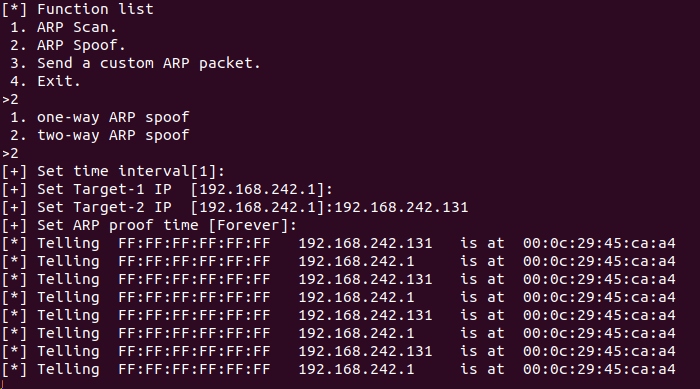 [*] Function list
 1. ARP Scan.
 2. ARP Spoof.
 3. Send a custom ARP packet.
 4. Exit.
>2
 1. one-way ARP spoof
 2. two-way ARP spoof
>2
[+] Set time interval[1]:
[+] Set Target-1 IP  [192.168.242.1]:
[+] Set Target-2 IP  [192.168.242.1]:192.168.242.131
[+] Set ARP proof time [Forever]:
[*] Telling  FF:FF:FF:FF:FF:FF   192.168.242.131   is at  00:0c:29:45:ca:a4
[*] Telling  FF:FF:FF:FF:FF:FF   192.168.242.1     is at  00:0c:29:45:ca:a4
[*] Telling  FF:FF:FF:FF:FF:FF   192.168.242.131   is at  00:0c:29:45:ca:a4
[*] Telling  FF:FF:FF:FF:FF:FF   192.168.242.1     is at  00:0c:29:45:ca:a4
[*] Telling  FF:FF:FF:FF:FF:FF   192.168.242.131   is at  00:0c:29:45:ca:a4
[*] Telling  FF:FF:FF:FF:FF:FF   192.168.242.1     is at  00:0c:29:45:ca:a4
[*] Telling  FF:FF:FF:FF:FF:FF   192.168.242.131   is at  00:0c:29:45:ca:a4
[*] Telling  FF:FF:FF:FF:FF:FF   192.168.242.1     is at  00:0c:29:45:ca:a4